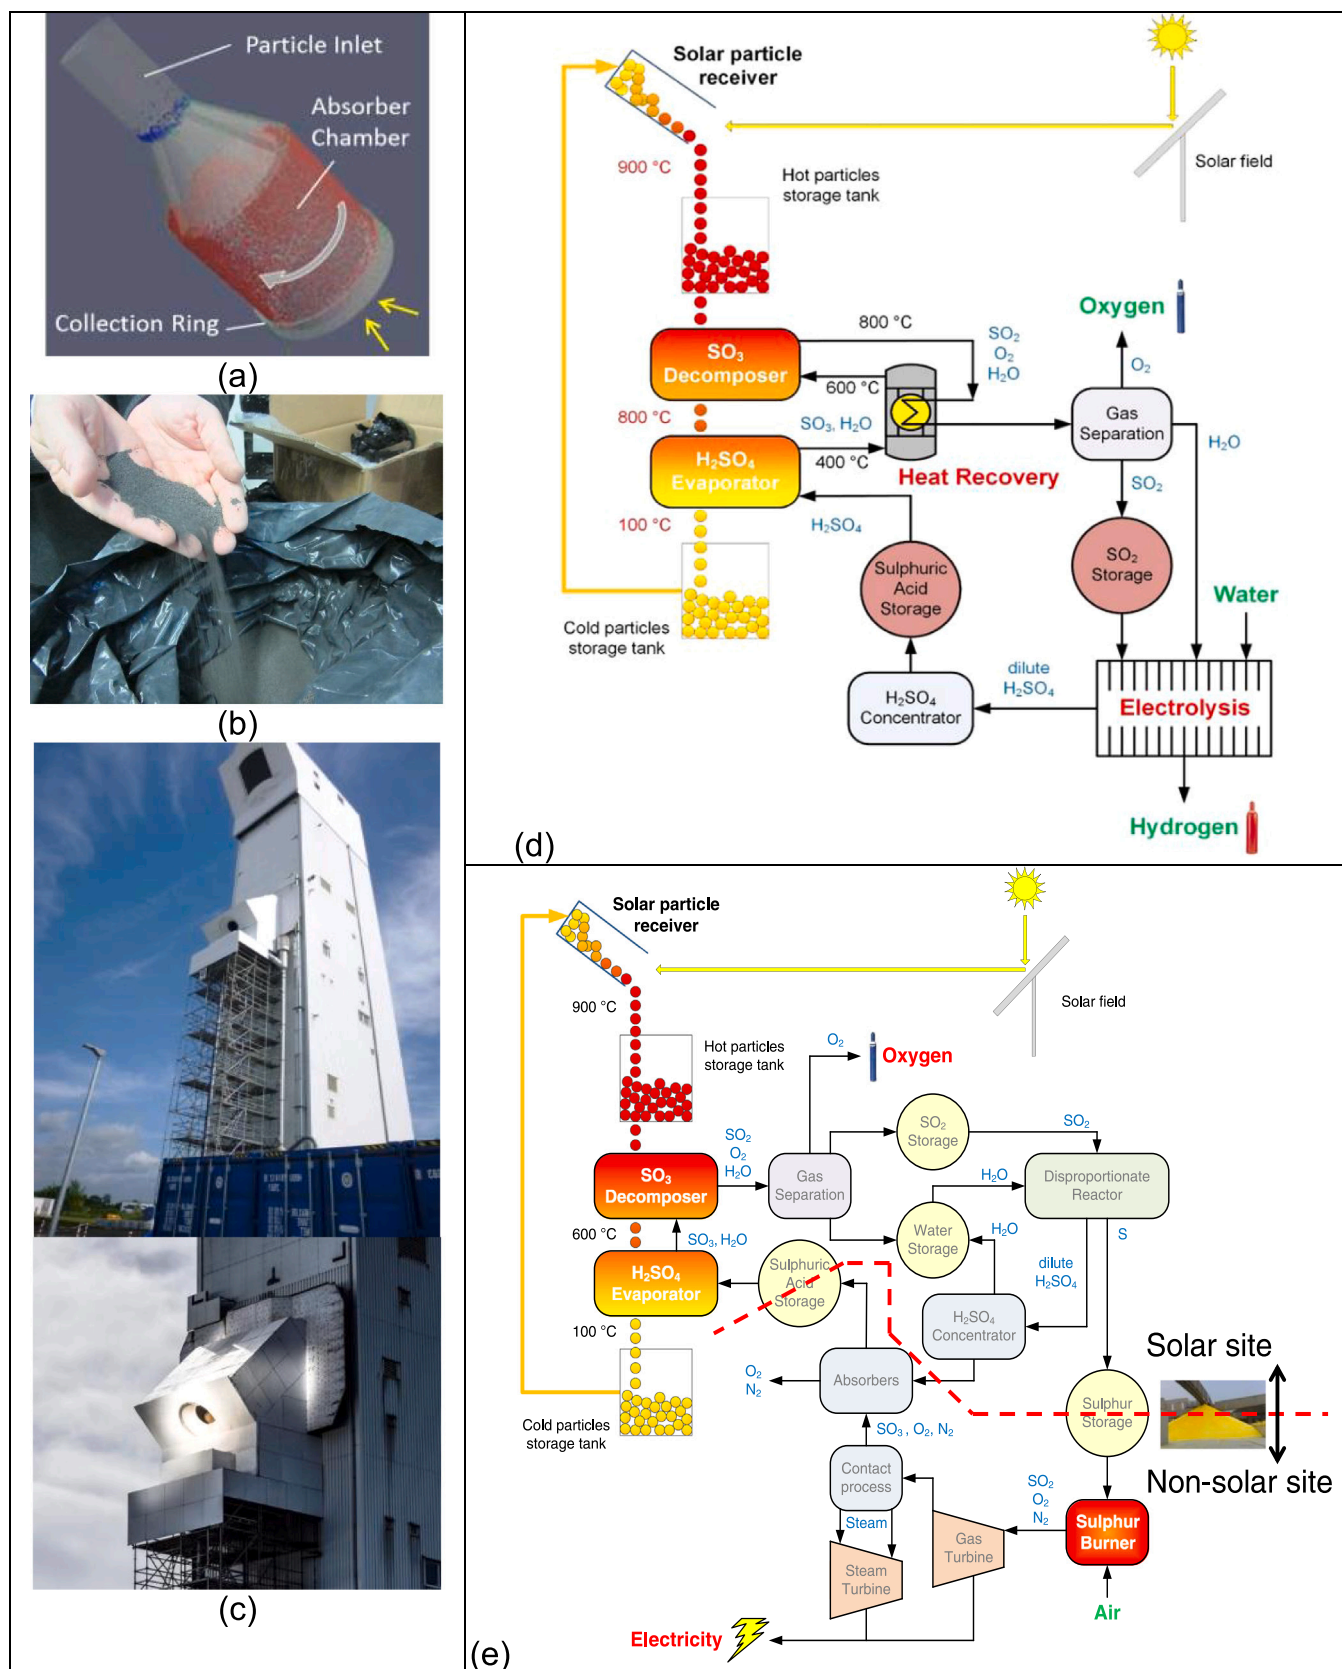 Particle Inlet
Absorber
Chamber
Collection Ring
(a)
(b)
(c)
Solar particle
receiver
900 °C
Hot particles
storage tank
Solar field
SO₃
Decomposer
800 °C
600 °C
SO₂
O₂
H₂O
Oxygen
O₂
Gas
Separation
H₂O
800 °C
SO₃, H₂O
400 °C
H₂SO₄
Evaporator
Heat Recovery
SO₂
100 °C
H₂SO₄
Sulphuric
Acid
Storage
SO₂
Storage
Water
Cold particles
storage tank
dilute
H₂SO₄
H₂SO₄
Concentrator
Electrolysis
Hydrogen
(d)
Solar particle
receiver
900 °C
Solar field
Hot particles
storage tank
O₂
Oxygen
SO₂
O₂
H₂O
SO₂
Storage
SO₂
SO₃
Decomposer
Gas
Separation
H₂O
Disproportionate
Reactor
600 °C
SO₃, H₂O
Water
Storage
H₂O
S
H₂SO₄
Evaporator
Sulphuric
Acid
Storage
dilute
H₂SO₄
100 °C
H₂SO₄
Concentrator
Solar site
O₂
N₂
Absorbers
Sulphur
Storage
Cold particles
storage tank
SO₃, O₂, N₂
Non-solar site
Contact
process
SO₂
O₂
N₂
Steam
Gas
Turbine
Sulphur
Burner
Steam
Turbine
Air
Electricity
(e)